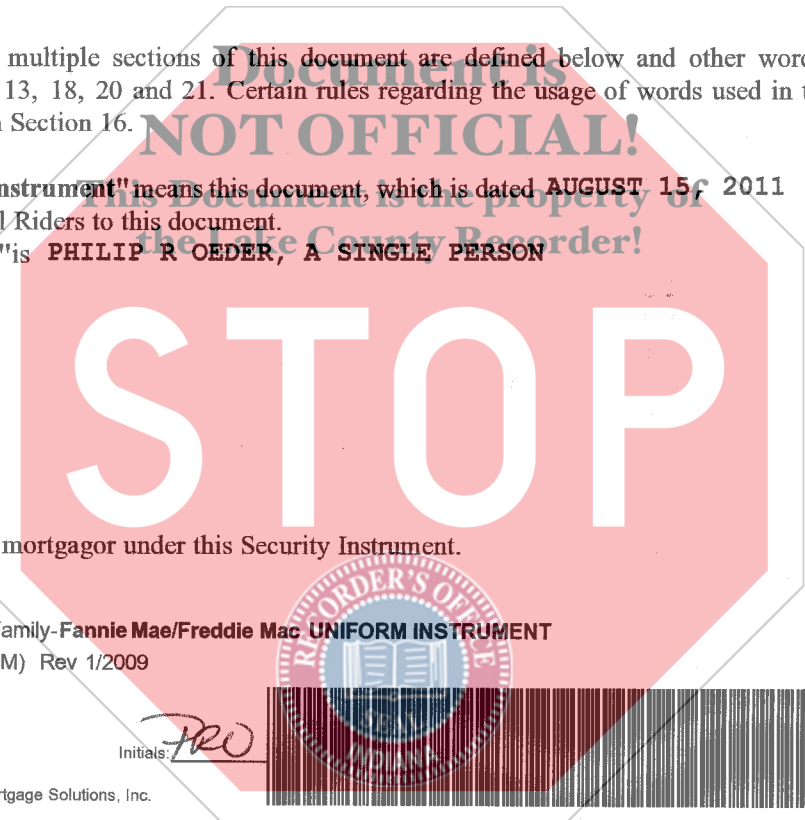 multiple sections of this document are defined below and other
13, 18, 20 and 21. Certain rules regarding the usage of words used in
Section 16.
Document is
NOT OFFICIAL!
This Document is the property of
the Lake County Recorder!
Instrument" means this document, which is dated AUGUST 15, 2011
Riders to this document.
" is PHILIP R OEDER, A SINGLE PERSON
STOP
mortgagor under this Security Instrument.
RECORDER'S OFFICE
SEAL
INDIANA
Family-Fannie Mae/Freddie Mac UNIFORM INSTRUMENT
Rev 1/2009
Initials: PRO
Solutions, Inc.